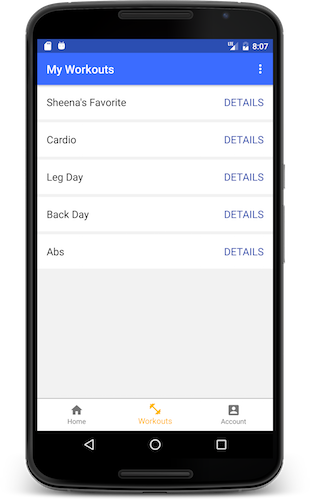 LTE 8:07
My Workouts
Sheena's Favorite DETAILS
Cardio DETAILS
Leg Day DETAILS
Back Day DETAILS
Abs DETAILS
Home Workouts Account